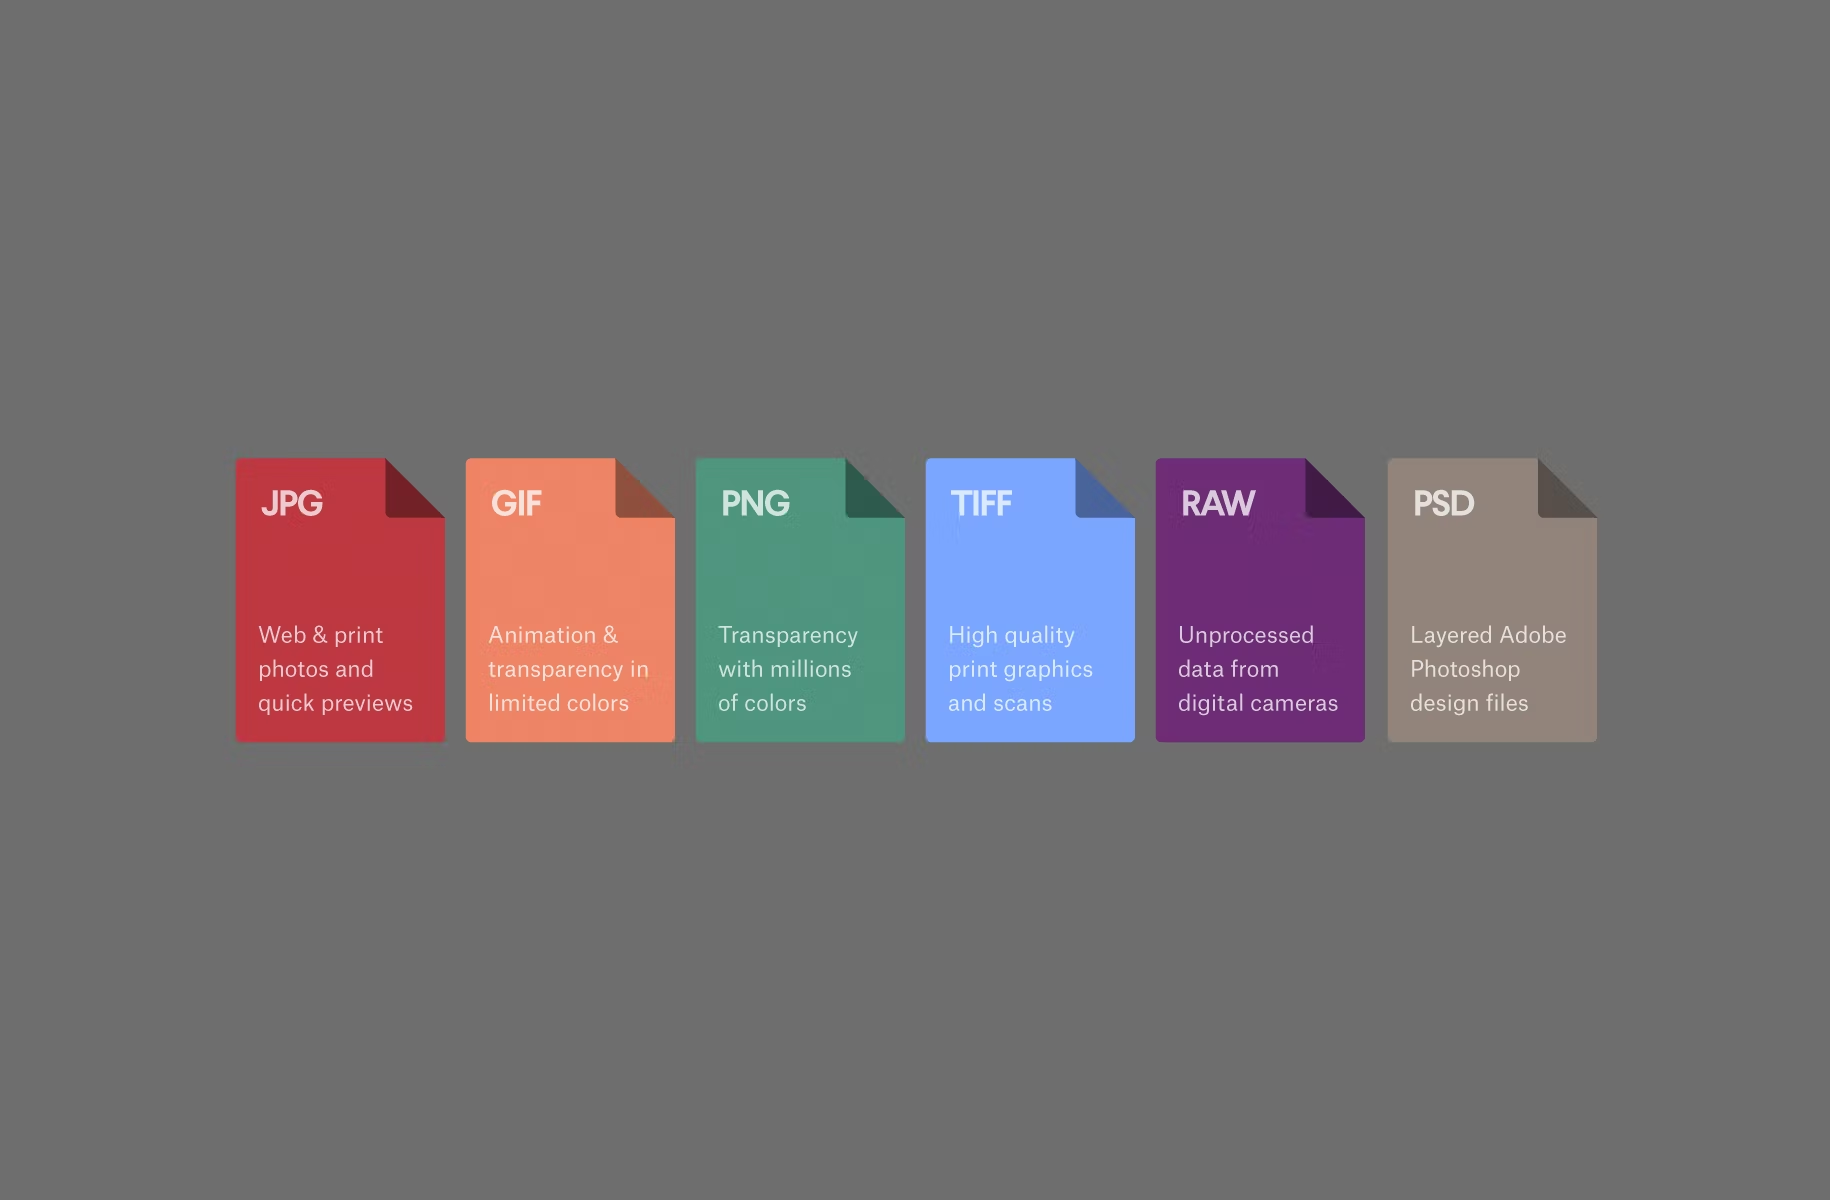 JPG
Web & print
photos and
quick previews
GIF
Animation &
transparency in
limited colors
PNG
Transparency
with millions
of colors
TIFF
High quality
print graphics
and scans
RAW
Unprocessed
data from
digital cameras
PSD
Layered Adobe
Photoshop
design files